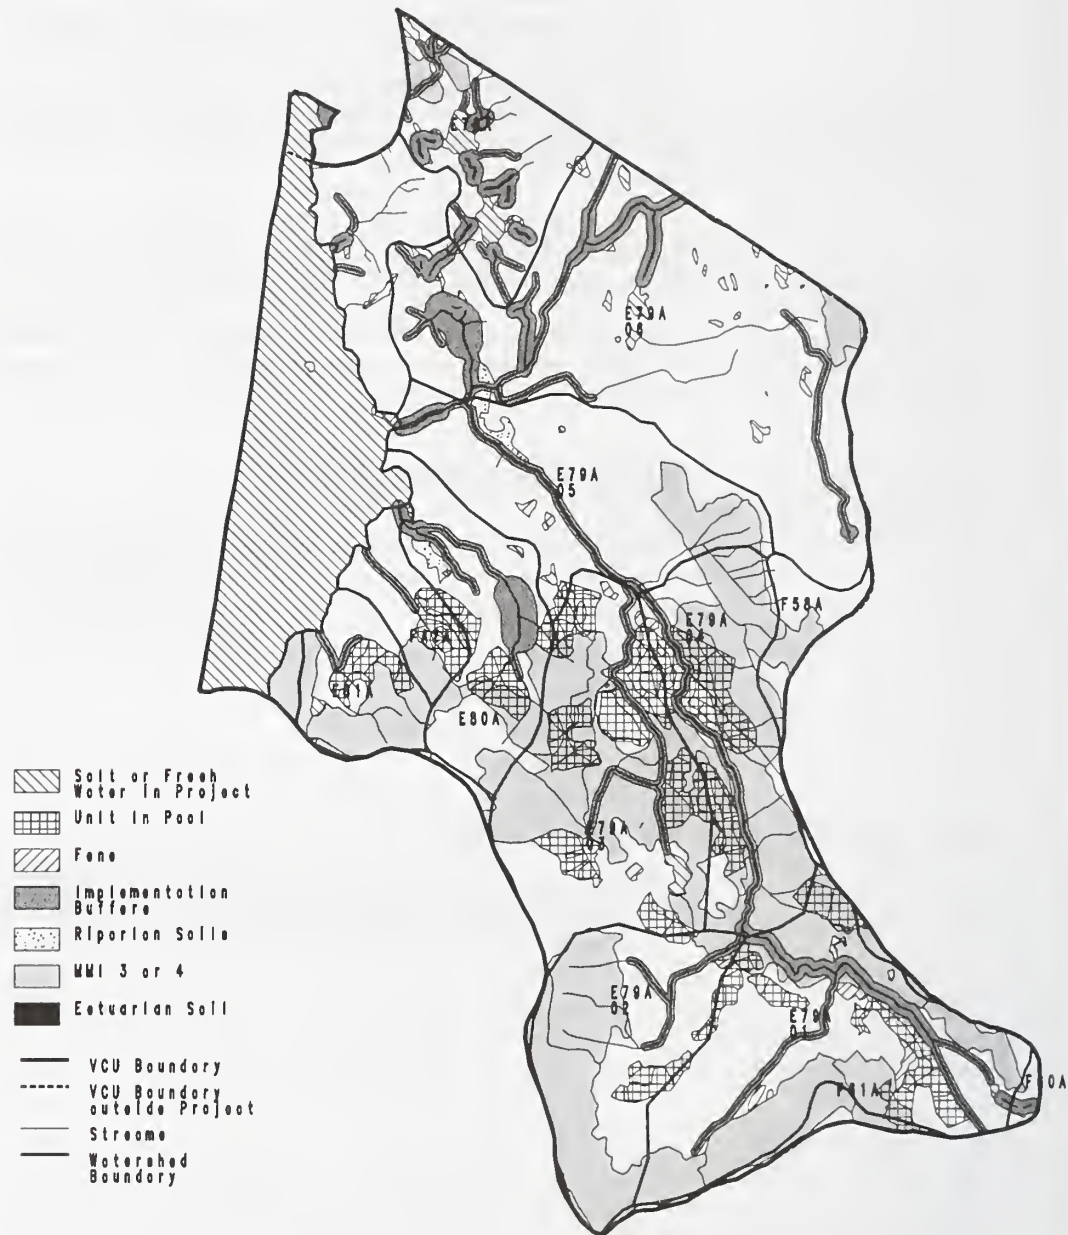 E79A
06
E79A
05
F58A
E79A
04
E81A
E80A
E79A
03
E79A
02
E79A
01
F81A
Salt or Fresh
Water in Project
Unit in Pool
Fens
Implementation
Buffers
Riparian Soils
MMI 3 or 4
Estuarian Soil
VCU Boundary
VCU Boundary
outside Project
Streams
Watershed
Boundary